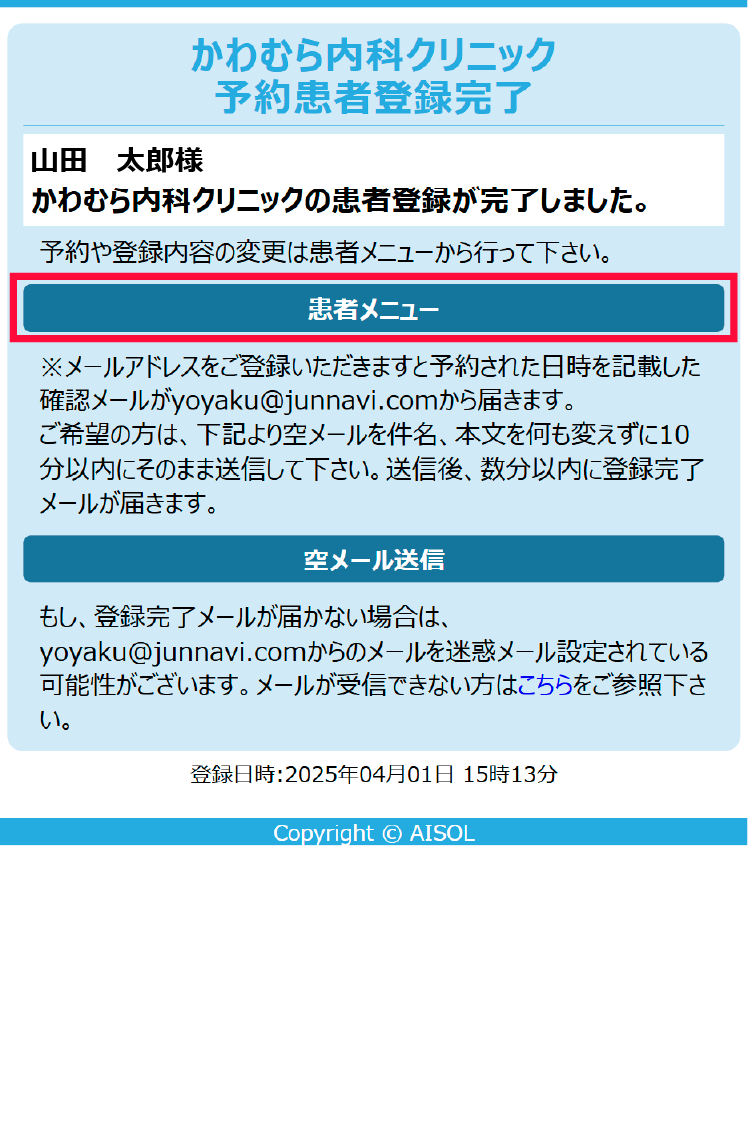 かわむら内科クリニック
予約患者登録完了
山田　太郎様
かわむら内科クリニックの患者登録が完了しました。
予約や登録内容の変更は患者メニューから行って下さい。
患者メニュー
※メールアドレスをご登録いただきますと予約された日時を記載した
確認メールがyoyaku@junnavi.comから届きます。
ご希望の方は、下記より空メールを件名、本文を何も変えずに10
分以内にそのまま送信して下さい。送信後、数分以内に登録完了
メールが届きます。
空メール送信
もし、登録完了メールが届かない場合は、
yoyaku@junnavi.comからのメールを迷惑メール設定されている
可能性がございます。メールが受信できない方はこちらをご参照下さ
い。
登録日時:2025年04月01日 15時13分
Copyright © AISOL